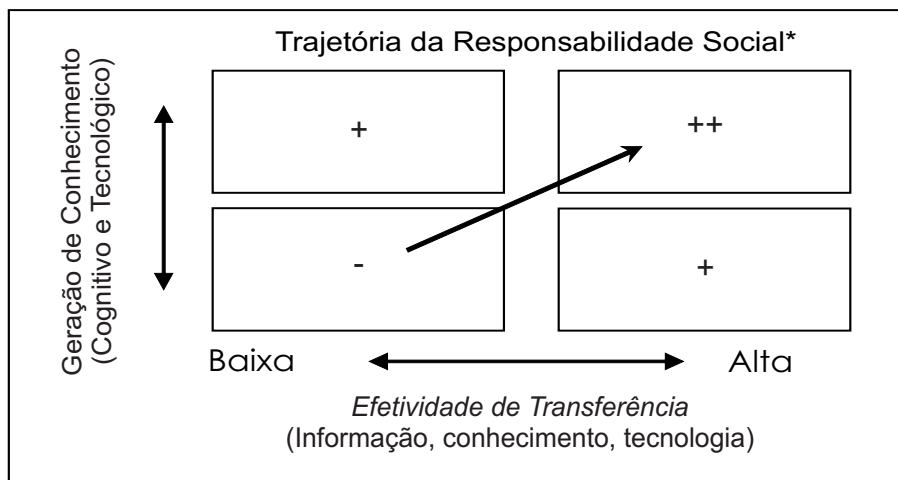 Trajetória da Responsabilidade Social*
Geração de Conhecimento
(Cognitivo e Tecnológico)
+
++
-
+
Baixa
Alta
Efetividade de Transferência
(Informação, conhecimento, tecnologia)